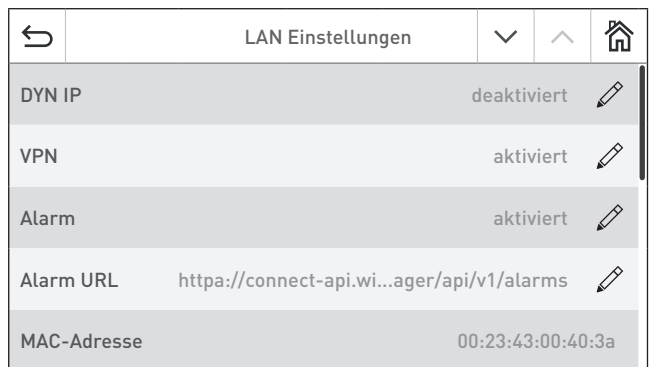 LAN Einstellungen
DYN IP deaktiviert
VPN aktiviert
Alarm aktiviert
Alarm URL httpa://connect-api.wi...ager/api/v1/alarms
MAC-Adresse 00:23:43:00:40:3a